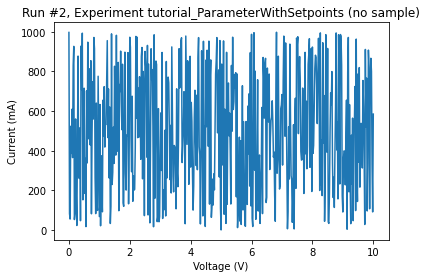 Run #2, Experiment tutorial_ParameterWithSetpoints (no sample)
1000
800
600
400
200
0
Current (mA)
0 2 4 6 8 10
Voltage (V)